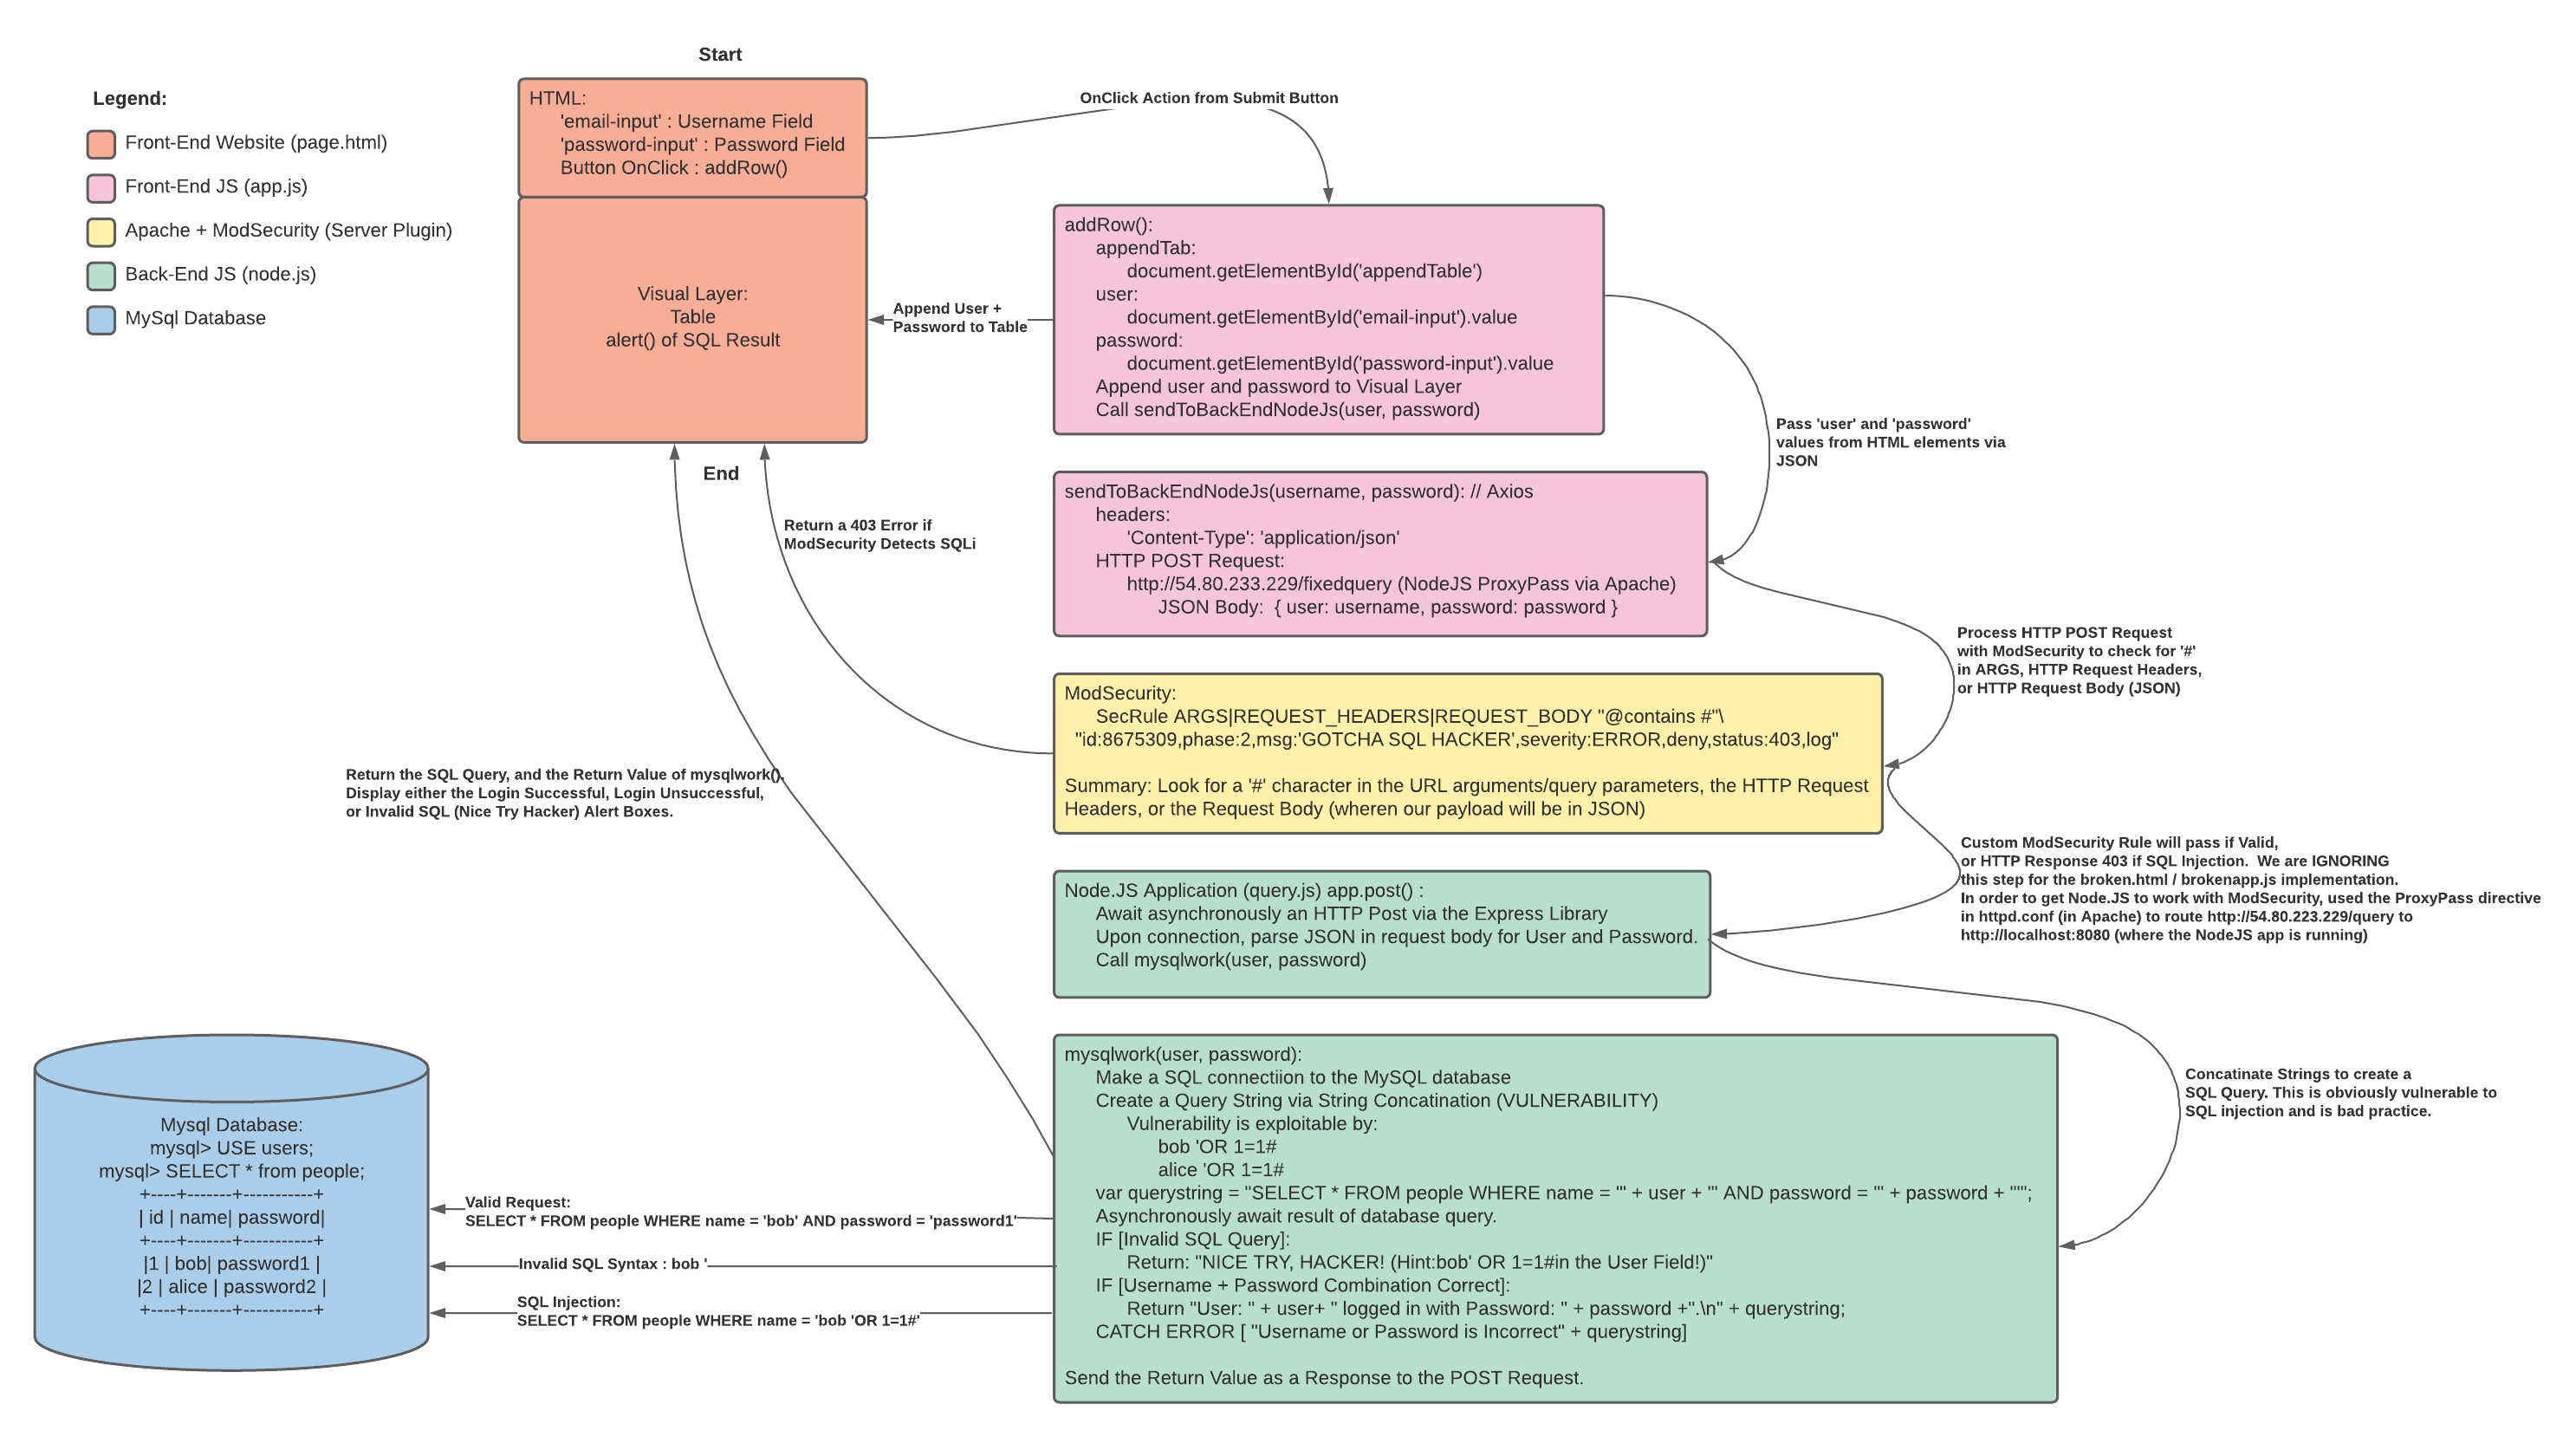 Start
Legend:
Front-End Website (page.html)
Front-End JS (app.js)
Apache + ModSecurity (Server Plugin)
Back-End JS (node.js)
MySql Database
HTML:
'email-input' : Username Field
'password-input' : Password Field
Button OnClick : addRow()
Visual Layer:
Table
alert() of SQL Result
End
OnClick Action from Submit Button
addRow():
appendTab:
document.getElementById('appendTable')
user:
document.getElementById('email-input').value
password:
document.getElementById('password-input').value
Append user and password to Visual Layer
Call sendToBackEndNodeJs(user, password)
Append User +
Password to Table
Pass 'user' and 'password'
values from HTML elements via
JSON
sendToBackEndNodeJs(username, password): // Axios
headers:
'Content-Type': 'application/json'
HTTP POST Request:
http://54.80.233.229/fixedquery (NodeJS ProxyPass via Apache)
JSON Body:  { user: username, password: password }
Return a 403 Error if
ModSecurity Detects SQLi
Process HTTP POST Request
with ModSecurity to check for '#'
in ARGS, HTTP Request Headers,
or HTTP Request Body (JSON)
ModSecurity:
SecRule ARGS|REQUEST_HEADERS|REQUEST_BODY "@contains #"\
"id:8675309,phase:2,msg:'GOTCHA SQL HACKER',severity:ERROR,deny,status:403,log"
Summary: Look for a '#' character in the URL arguments/query parameters, the HTTP Request
Headers, or the Request Body (wheren our payload will be in JSON)
Return the SQL Query, and the Return Value of mysqlwork().
Display either the Login Successful, Login Unsuccessful,
or Invalid SQL (Nice Try Hacker) Alert Boxes.
Custom ModSecurity Rule will pass if Valid,
or HTTP Response 403 if SQL Injection.  We are IGNORING
this step for the broken.html / brokenapp.js implementation.
In order to get Node.JS to work with ModSecurity, used the ProxyPass directive
in httpd.conf (in Apache) to route http://54.80.223.229/query to
http://localhost:8080 (where the NodeJS app is running)
Node.JS Application (query.js) app.post() :
Await asynchronously an HTTP Post via the Express Library
Upon connection, parse JSON in request body for User and Password.
Call mysqlwork(user, password)
Concatinate Strings to create a
SQL Query. This is obviously vulnerable to
SQL injection and is bad practice.
mysqlwork(user, password):
Make a SQL connectiion to the MySQL database
Create a Query String via String Concatination (VULNERABILITY)
Vulnerability is exploitable by:
bob 'OR 1=1#
alice 'OR 1=1#
var querystring = "SELECT * FROM people WHERE name = '" + user + "' AND password = '" + password + "'";
Asynchronously await result of database query.
IF [Invalid SQL Query]:
Return: "NICE TRY, HACKER! (Hint:bob' OR 1=1#in the User Field!)"
IF [Username + Password Combination Correct]:
Return "User: " + user+ " logged in with Password: " + password +".\n" + querystring;
CATCH ERROR [ "Username or Password is Incorrect" + querystring]
Send the Return Value as a Response to the POST Request.
Valid Request:
SELECT * FROM people WHERE name = 'bob' AND password = 'password1'
Invalid SQL Syntax : bob '
SQL Injection:
SELECT * FROM people WHERE name = 'bob 'OR 1=1#'
Mysql Database:
mysql> USE users;
mysql> SELECT * from people;
+----+-------+-----------+
| id | name| password|
+----+-------+-----------+
|1 | bob| password1 |
|2 | alice | password2 |
+----+-------+-----------+